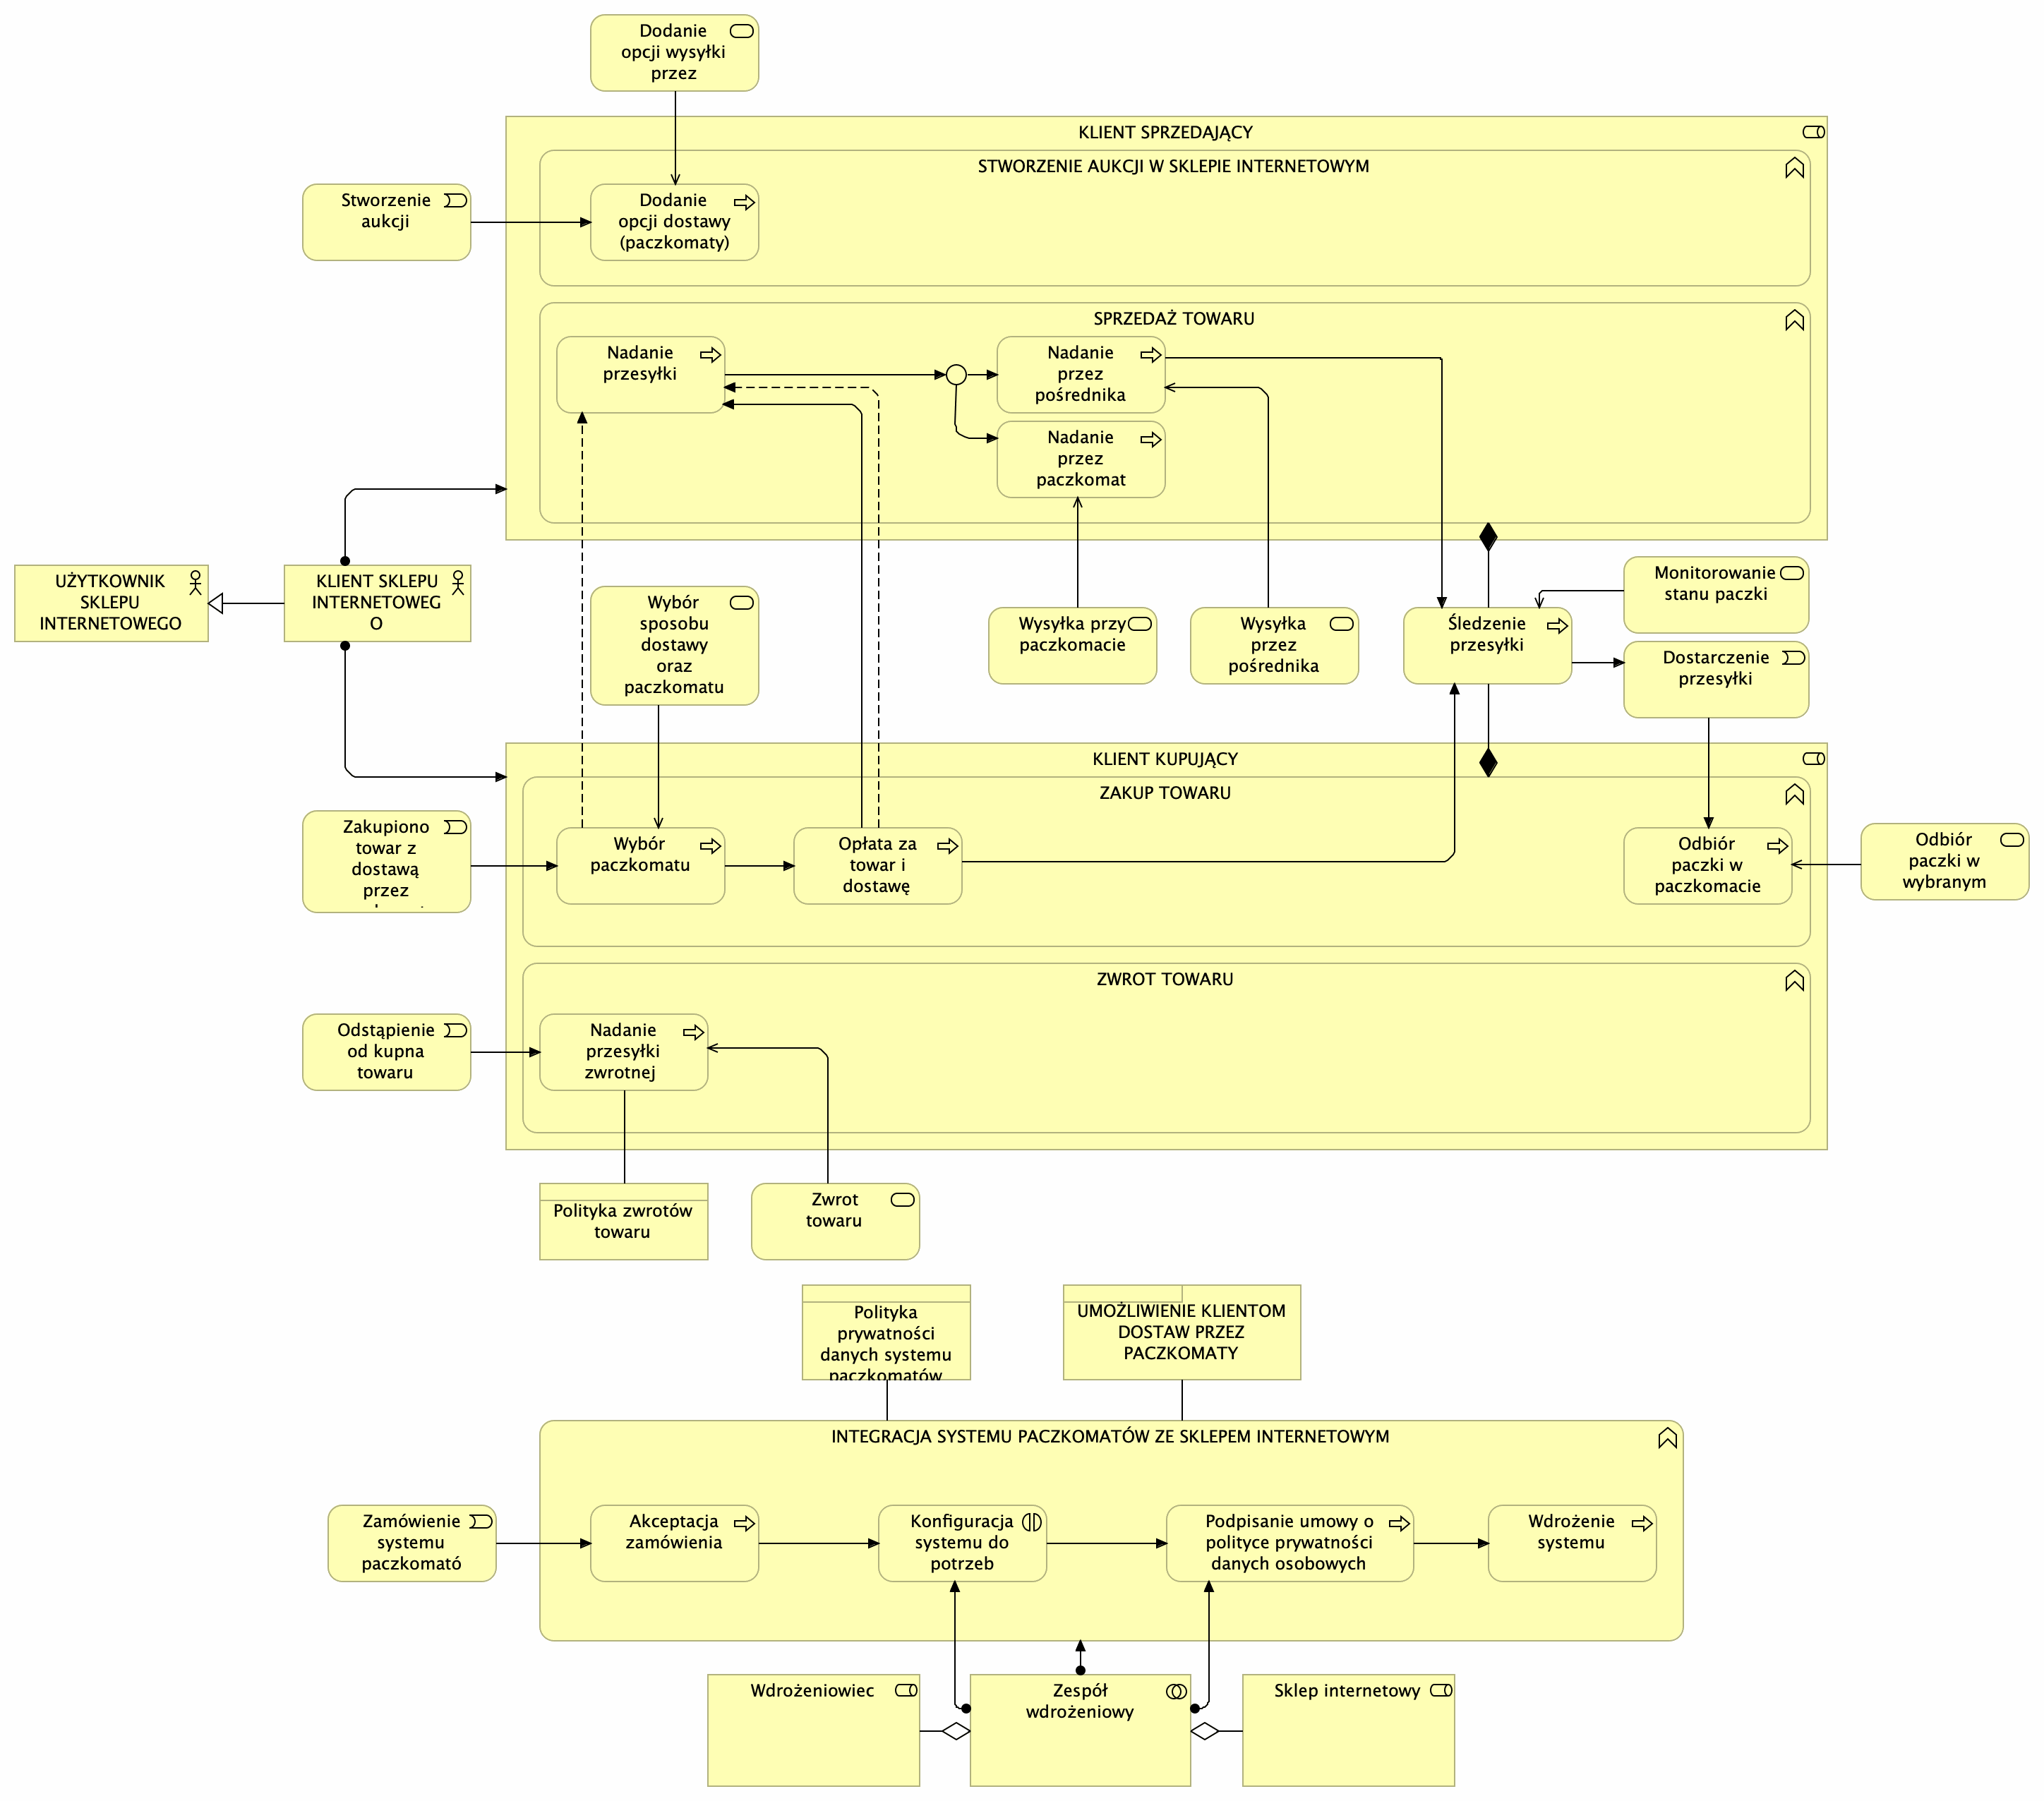 Dodanie
opcji wysyłki
przez
KLIENT SPRZEDAJĄCY
STWORZENIE AUKCJI W SKLEPIE INTERNETOWYM
Stworzenie
aukcji
Dodanie
opcji dostawy
(paczkomaty)
SPRZEDAŻ TOWARU
Nadanie
przesyłki
Nadanie
przez
pośrednika
Nadanie
przez
paczkomat
UŻYTKOWNIK
SKLEPU
INTERNETOWEGO
KLIENT SKLEPU
INTERNETOWEG
O
Wybór
sposobu
dostawy
oraz
paczkomatu
Wysyłka przy
paczkomacie
Wysyłka
przez
pośrednika
Śledzenie
przesyłki
Monitorowanie
stanu paczki
Dostarczenie
przesyłki
KLIENT KUPUJĄCY
ZAKUP TOWARU
Zakupiono
towar z
dostawą
przez
Wybór
paczkomatu
Opłata za
towar i
dostawę
Odbiór
paczki w
paczkomacie
Odbiór
paczki w
wybranym
ZWROT TOWARU
Odstąpienie
od kupna
towaru
Nadanie
przesyłki
zwrotnej
Polityka zwrotów
towaru
Zwrot
towaru
Polityka
prywatności
danych systemu
paczkomatów
UMOŻLIWIENIE KLIENTOM
DOSTAW PRZEZ
PACZKOMATY
INTEGRACJA SYSTEMU PACZKOMATÓW ZE SKLEPEM INTERNETOWYM
Zamówienie
systemu
paczkomató
Akceptacja
zamówienia
Konfiguracja
systemu do
potrzeb
Podpisanie umowy o
polityce prywatności
danych osobowych
Wdrożenie
systemu
Wdrożeniowiec
Zespół
wdrożeniowy
Sklep internetowy